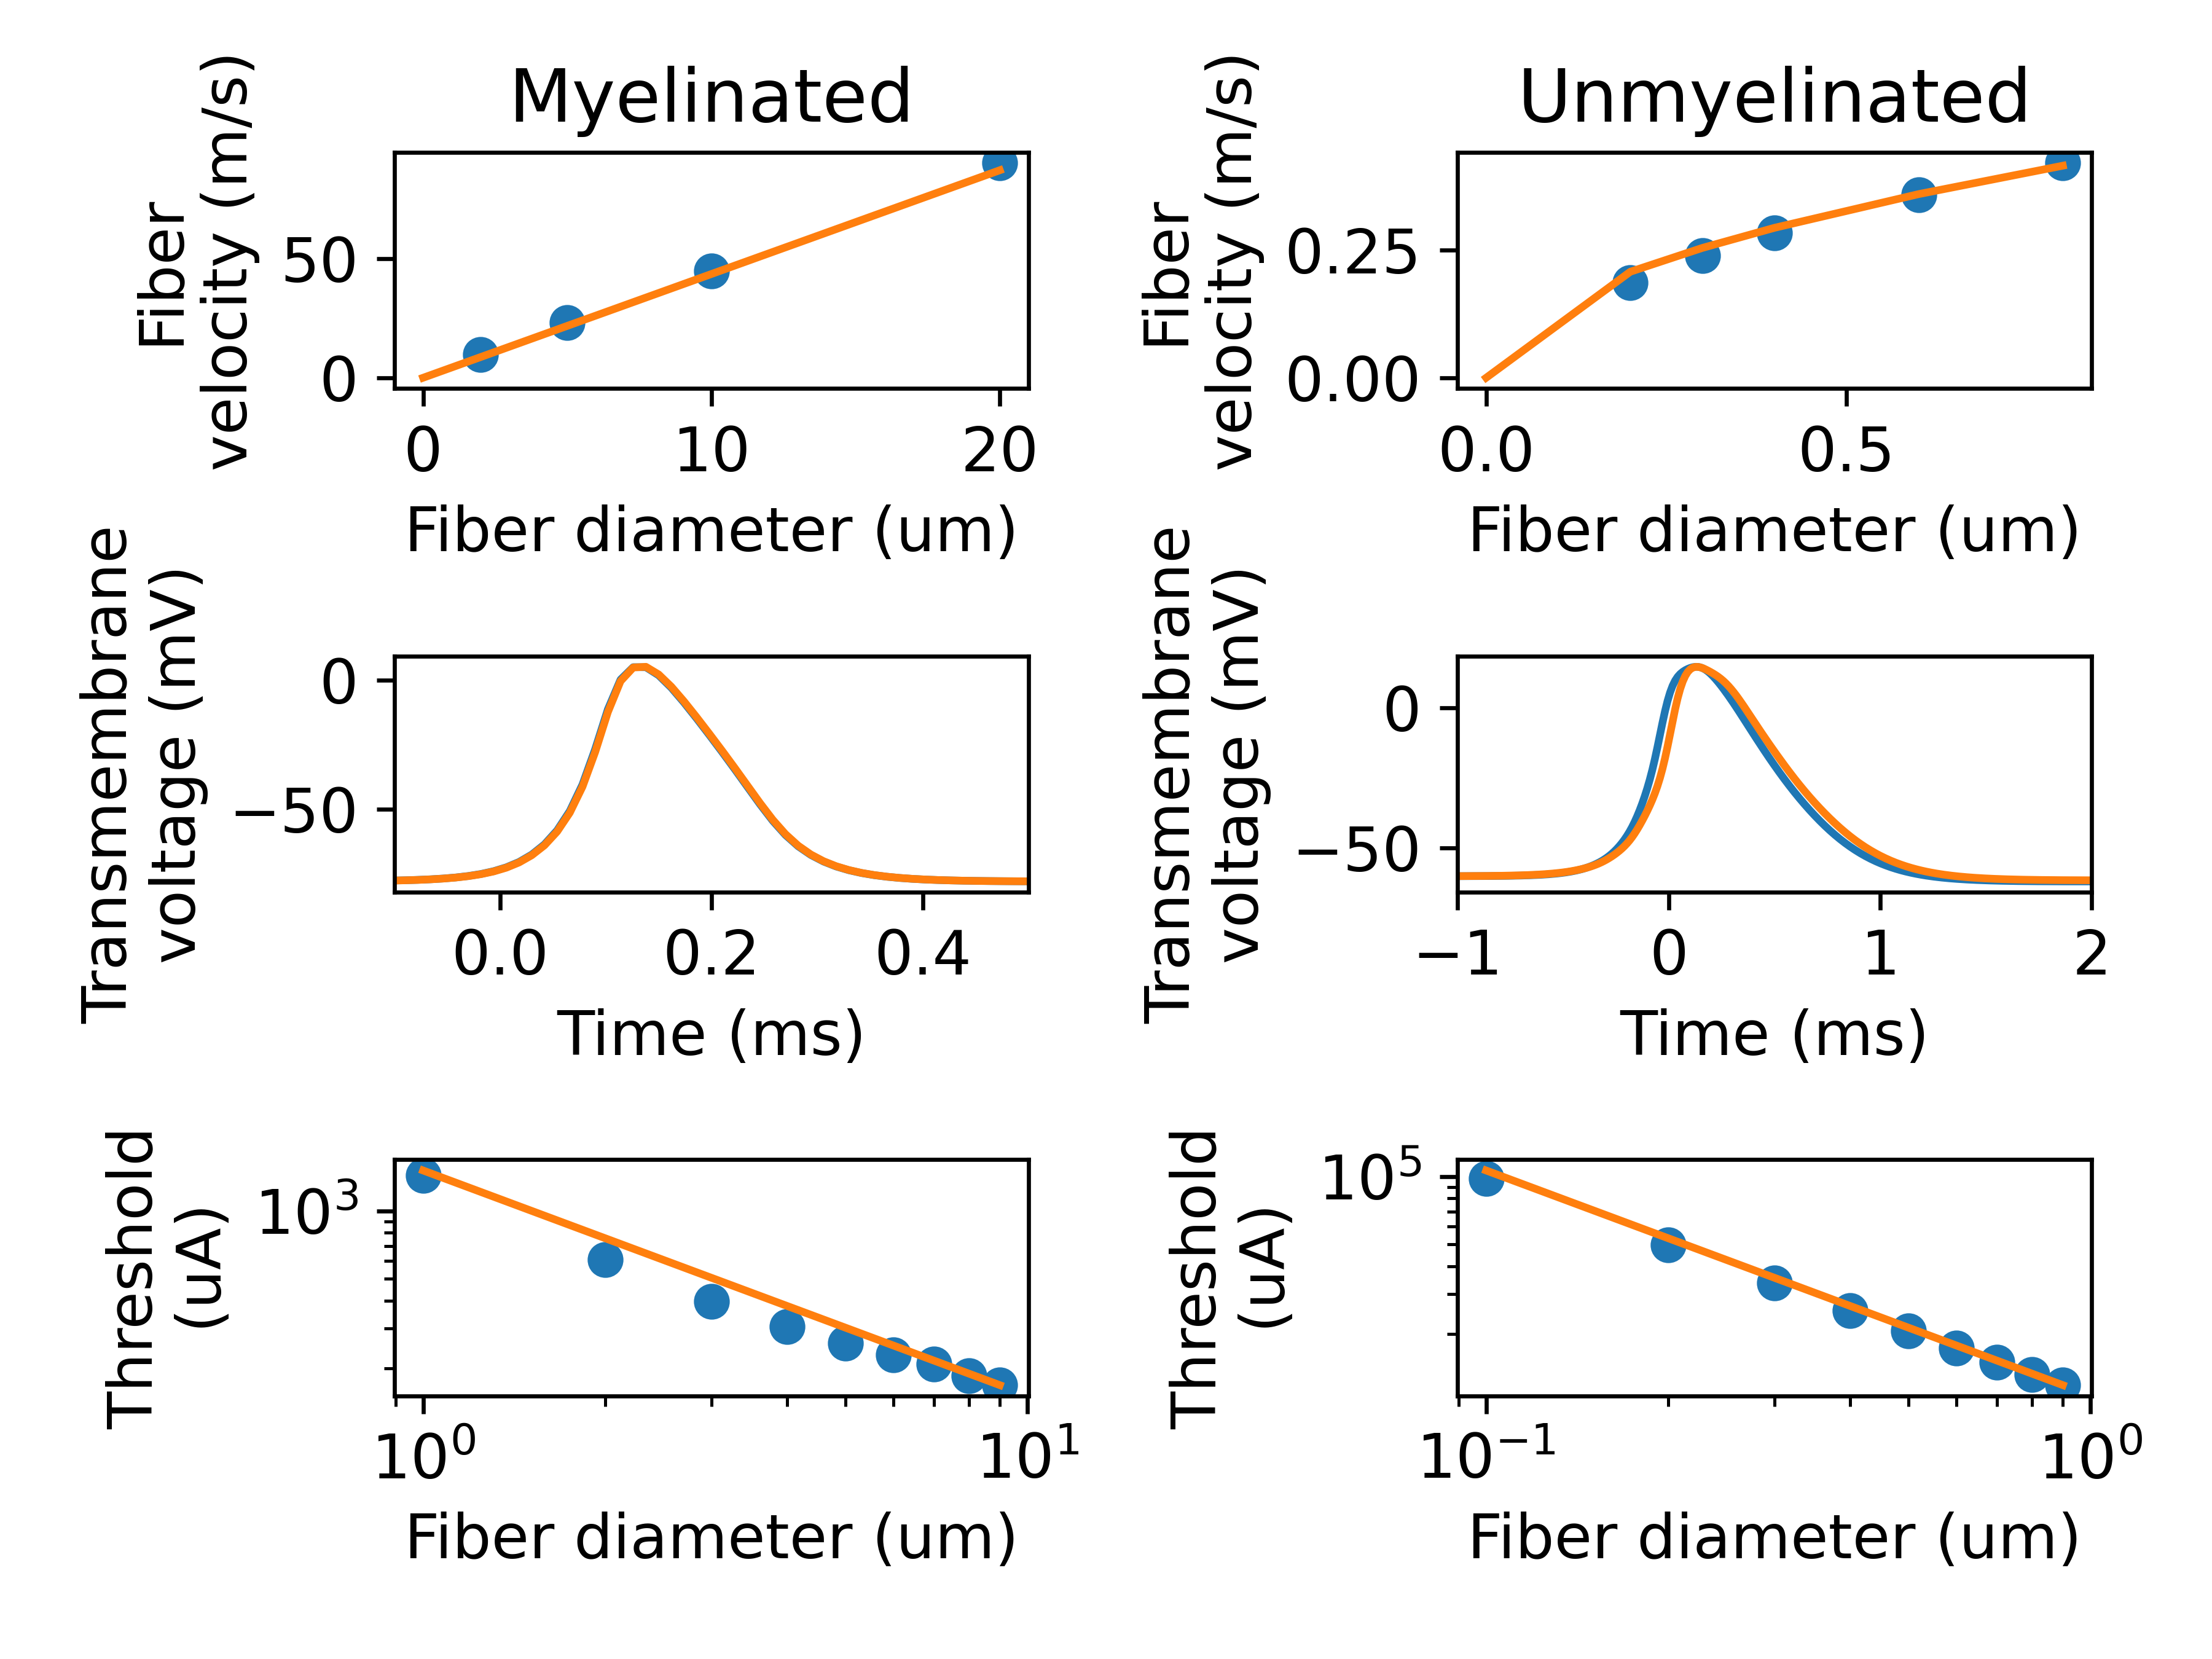 Myelinated
Fiber
velocity (m/s)
50
0
0 10 20
Fiber diameter (um)
Unmyelinated
Fiber
velocity (m/s)
0.25
0.00
0.0 0.5
Fiber diameter (um)
Transmembrane
voltage (mV)
0
−50
0.0 0.2 0.4
Time (ms)
Transmembrane
voltage (mV)
0
−50
−1 0 1 2
Time (ms)
Threshold
(uA)
10³
10⁰ 10¹
Fiber diameter (um)
Threshold
(uA)
10⁵
10⁻¹ 10⁰
Fiber diameter (um)